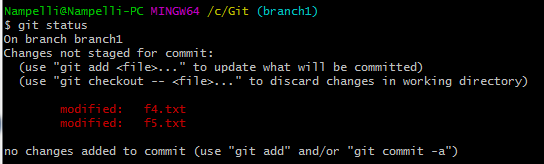 Nampelli@Nampelli-PC MINGW64 /c/Git (branch1)
$ git status
On branch branch1
Changes not staged for commit:
(use "git add <file>..." to update what will be committed)
(use "git checkout -- <file>..." to discard changes in working directory)
modified: f4.txt
modified: f5.txt
no changes added to commit (use "git add" and/or "git commit -a")